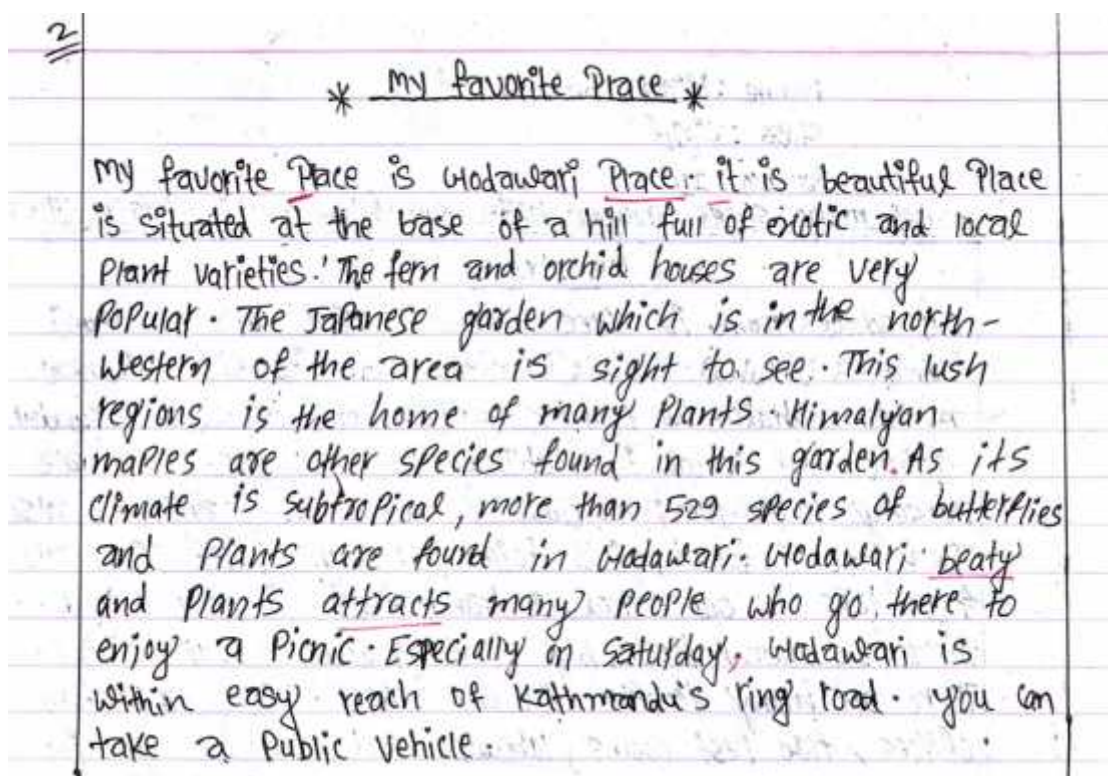 2
* My favorite Prace *
My favorite Place is Godawari Prace. it is beautiful Place
is situated at the base of a hill full of exotic and local
Plant varieties. The fern and orchid houses are very
Popular. The Japanese garden which is in the north-
western of the area is sight to see. This lush
regions is the home of many Plants. Himalyan
maples are other species found in this garden. As its
climate is subtropical, more than 529 species of butterflies
and Plants are found in Godawari. Godawari beaty
and Plants attracts many People who go there to
enjoy a Picnic. Especially on Saturday, Godawari is
within easy reach of Kathmandu's ring road. you can
take a Public vehicle.